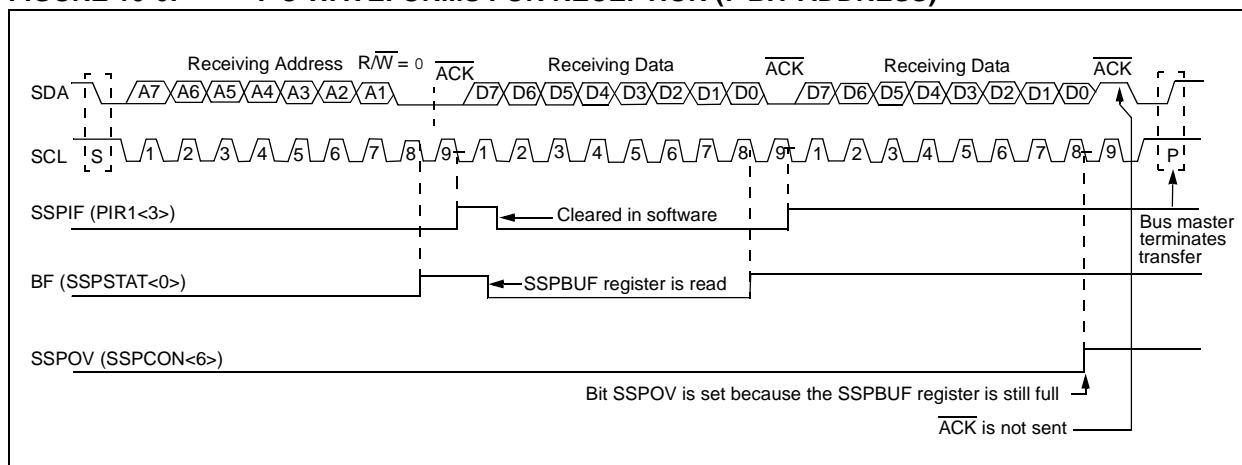 Receiving Address R/W = 0 ACK Receiving Data ACK Receiving Data ACK
SDA A7 A6 A5 A4 A3 A2 A1 D7 D6 D5 D4 D3 D2 D1 D0 D7 D6 D5 D4 D3 D2 D1 D0
SCL S 1 2 3 4 5 6 7 8 9 1 2 3 4 5 6 7 8 9 1 2 3 4 5 6 7 8 9 P
SSPIF (PIR1<3>) Cleared in software
Bus master
terminates
transfer
BF (SSPSTAT<0>) SSPBUF register is read
SSPOV (SSPCON<6>)
Bit SSPOV is set because the SSPBUF register is still full
ACK is not sent